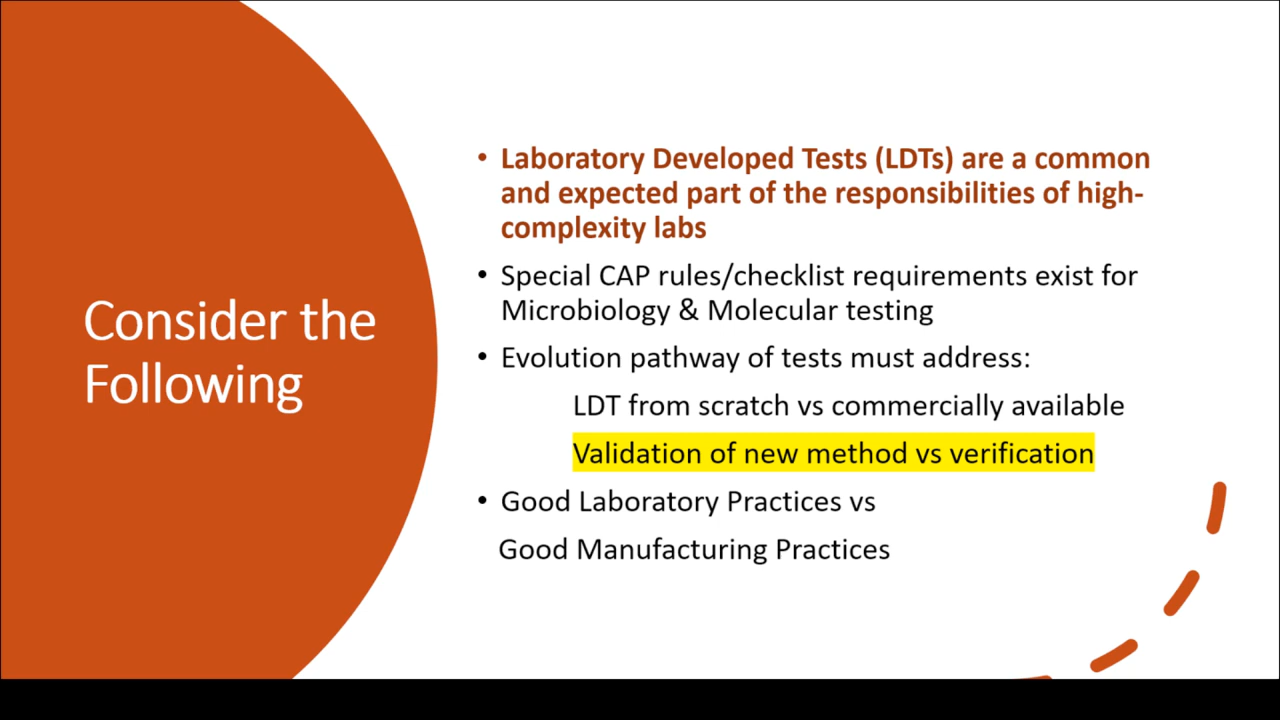 Consider the
Following
• Laboratory Developed Tests (LDTs) are a common
and expected part of the responsibilities of high-
complexity labs
• Special CAP rules/checklist requirements exist for
Microbiology & Molecular testing
• Evolution pathway of tests must address:
LDT from scratch vs commercially available
Validation of new method vs verification
• Good Laboratory Practices vs
Good Manufacturing Practices